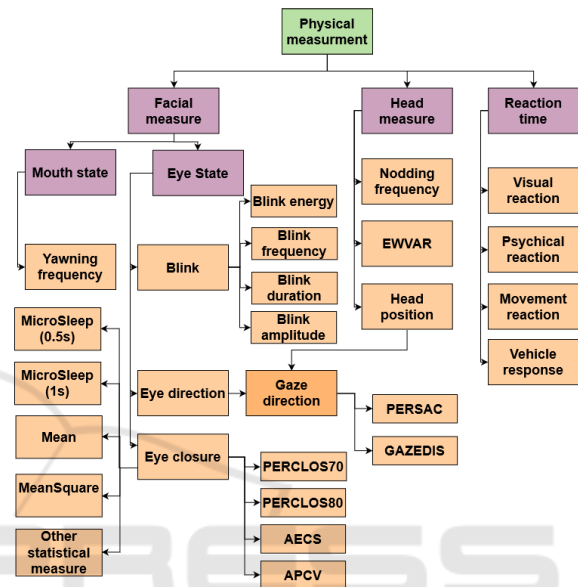 Physical
measurment
Facial
measure
Head
measure
Reaction
time
Mouth state
Eye State
Nodding
frequency
Visual
reaction
Blink energy
Blink
frequency
EWVAR
Psychical
reaction
Yawning
frequency
Blink
Blink
duration
Head
position
Movement
reaction
Blink
amplitude
MicroSleep
(0.5s)
Vehicle
response
MicroSleep
(1s)
Eye direction
Gaze
direction
PERSAC
Mean
Eye closure
GAZEDIS
PERCLOS70
MeanSquare
PERCLOS80
Other
statistical
measure
AECS
APCV
PRESS